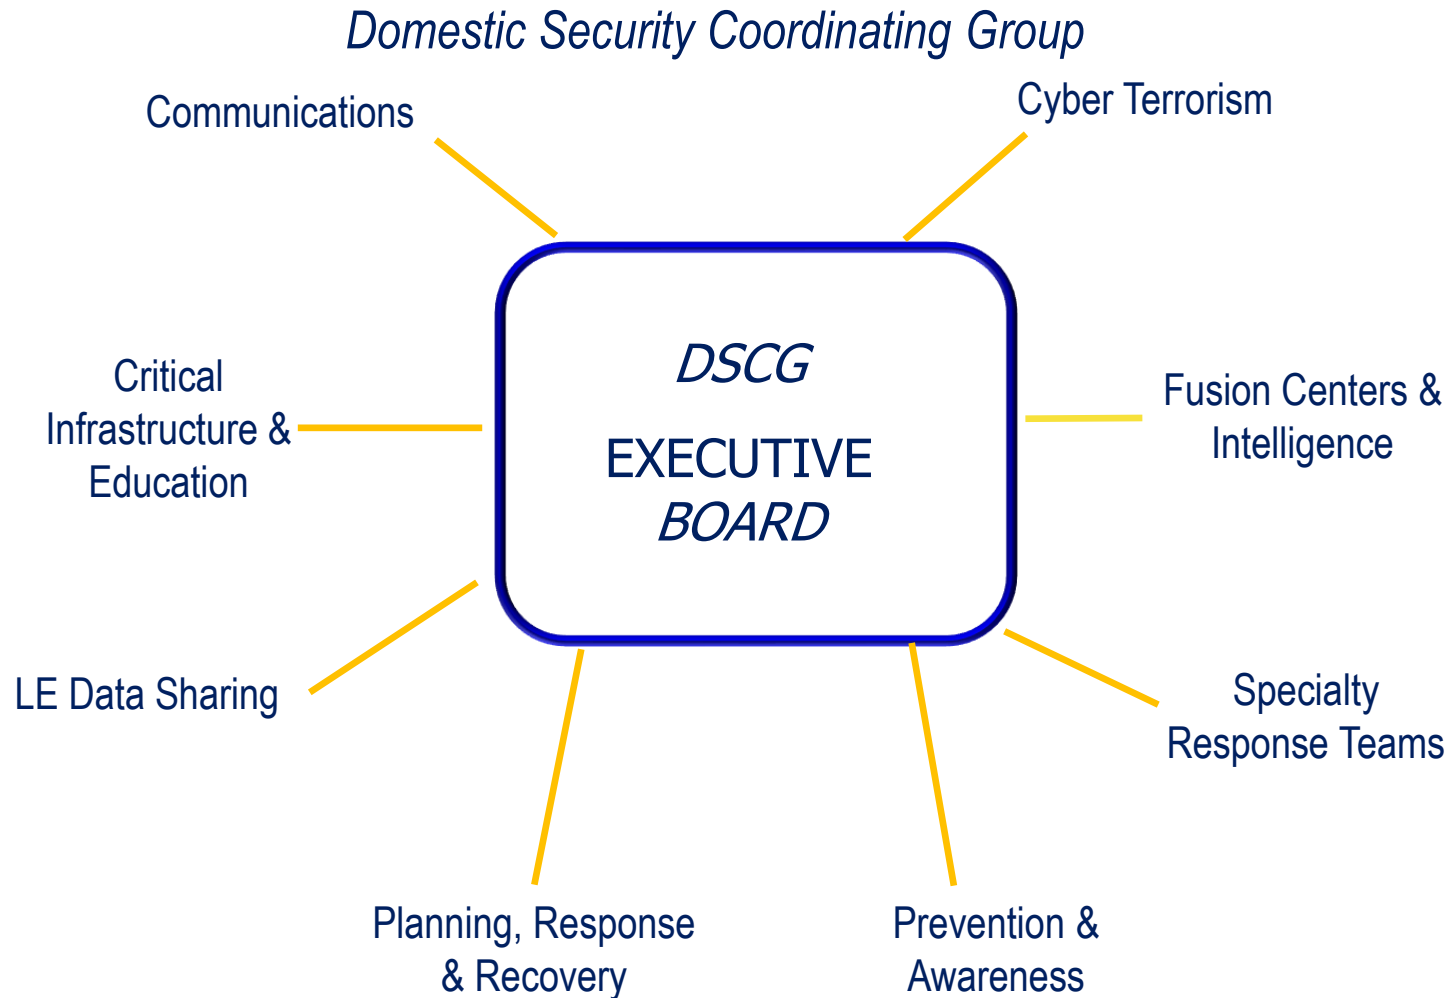 Domestic Security Coordinating Group
Communications
Cyber Terrorism
DSCG
EXECUTIVE
BOARD
Critical
Infrastructure &
Education
Fusion Centers &
Intelligence
LE Data Sharing
Specialty
Response Teams
Planning, Response
& Recovery
Prevention &
Awareness